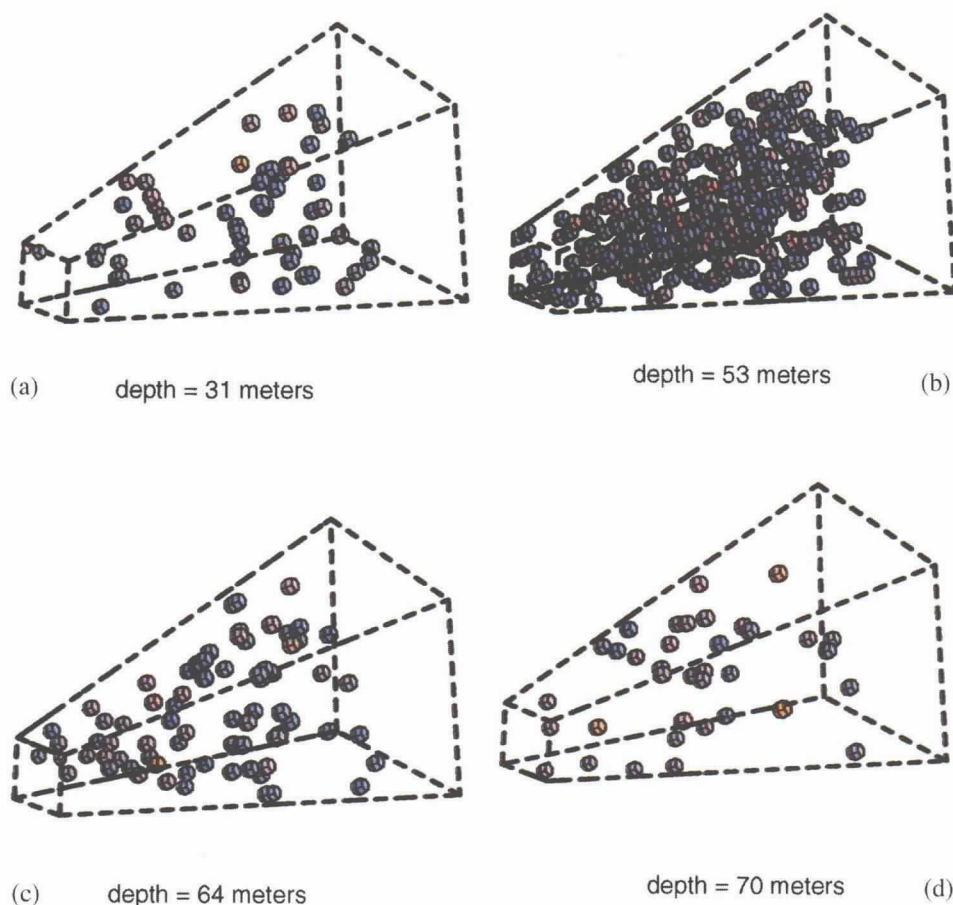 (a) depth = 31 meters
depth = 53 meters (b)
(c) depth = 64 meters
depth = 70 meters (d)